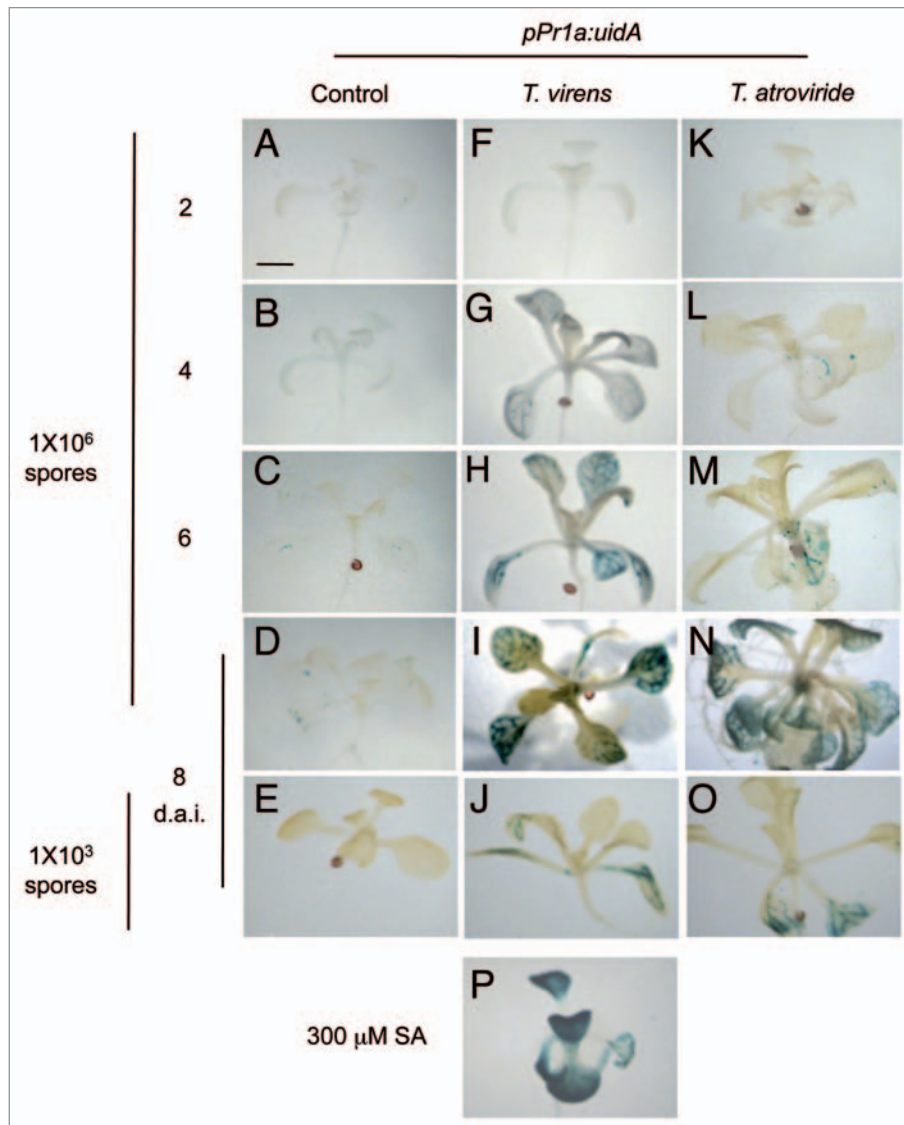 pPr1a:uidA
Control T. virens T. atroviride
A F K
2
B G L
4
1X10⁶
spores
C H M
6
D I N
8
d.a.i.
E J O
1X10³
spores
P
300 μM SA